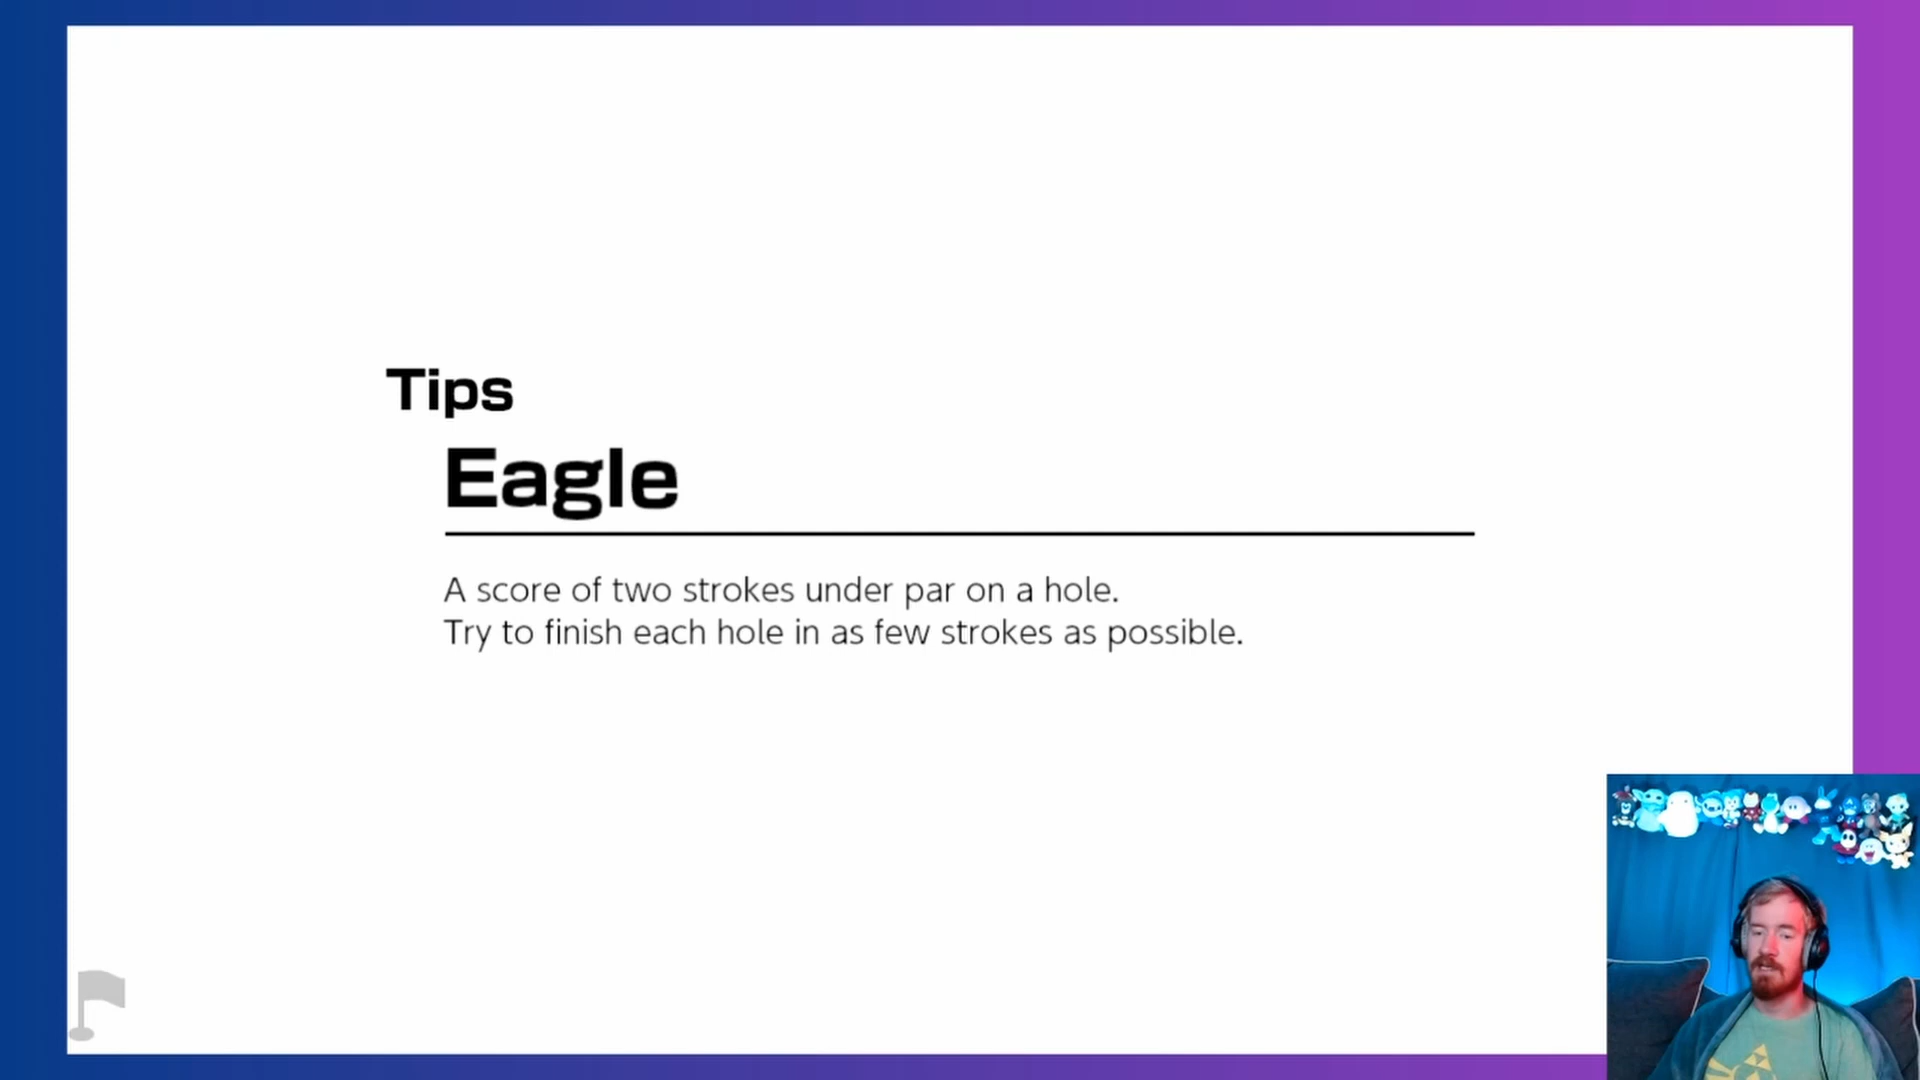 Tips
Eagle
A score of two strokes under par on a hole.
Try to finish each hole in as few strokes as possible.